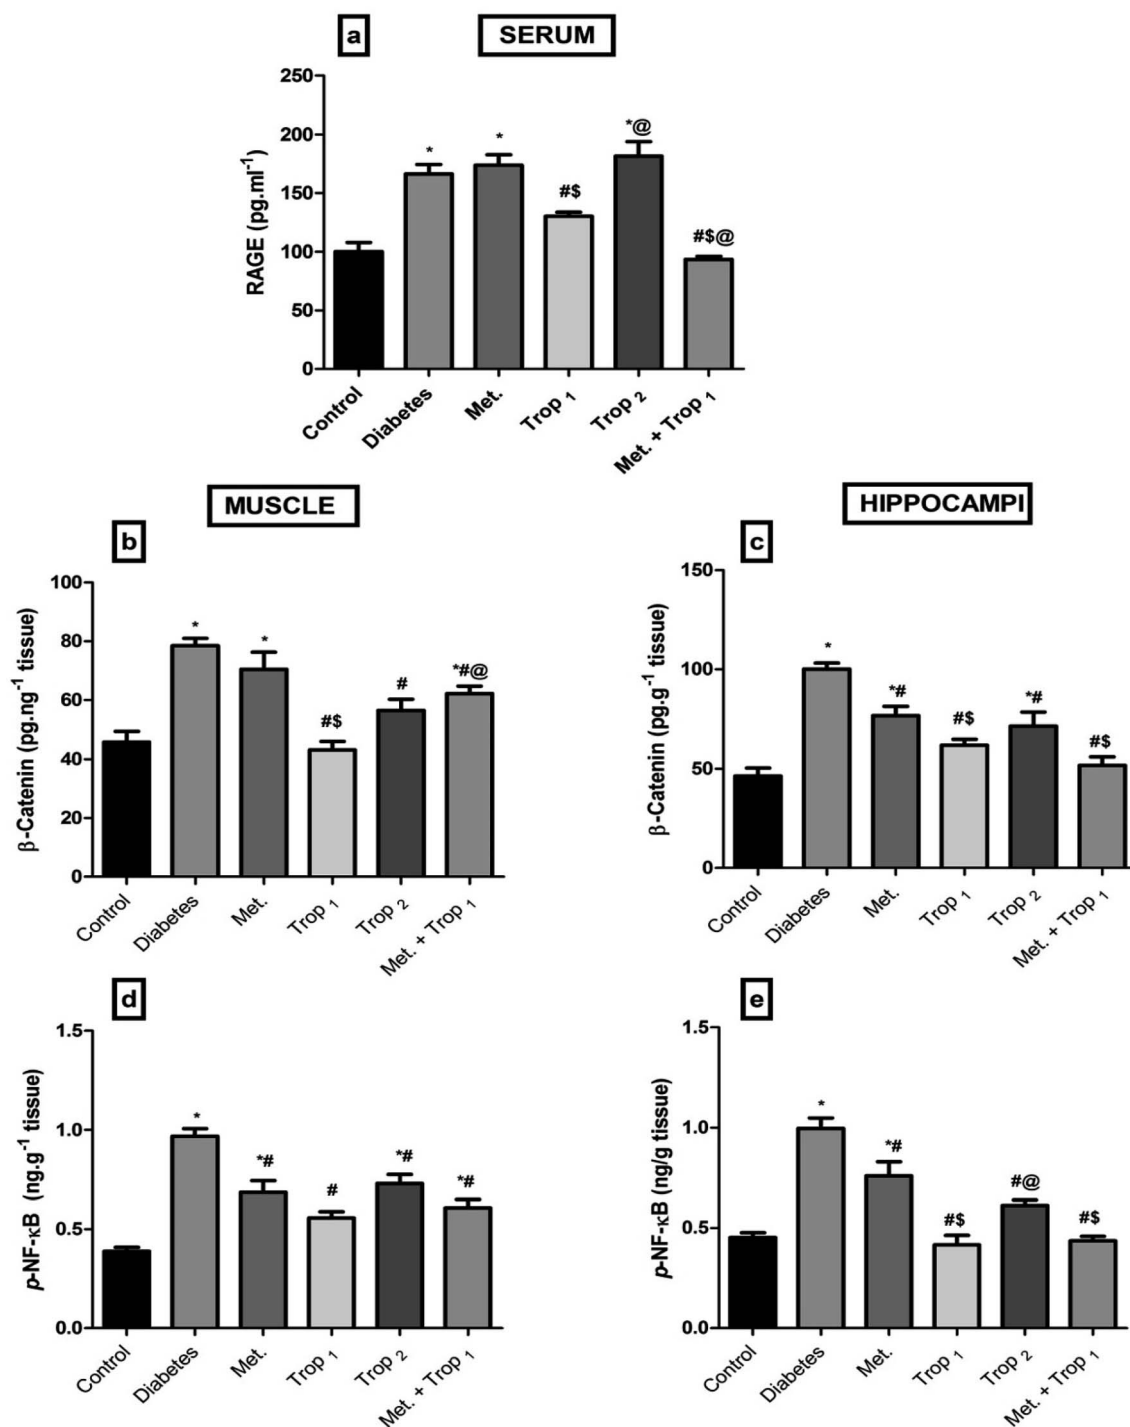 a
SERUM
RAGE (pg.ml⁻¹)
250
200
150
100
50
0
*
*
#$
*@
#$@
Control
Diabetes
Met.
Trop 1
Trop 2
Met. + Trop 1
MUSCLE
b
β-Catenin (pg.ng⁻¹ tissue)
100
80
60
40
20
0
*
*
#$
#
*#@
Control
Diabetes
Met.
Trop 1
Trop 2
Met. + Trop 1
HIPPOCAMPI
c
β-Catenin (pg.g⁻¹ tissue)
150
100
50
0
*
*#
#$
*#
#$
Control
Diabetes
Met.
Trop 1
Trop 2
Met. + Trop 1
d
p-NF-κB (ng.g⁻¹ tissue)
1.5
1.0
0.5
0.0
*
*#
#
*#
*#
Control
Diabetes
Met.
Trop 1
Trop 2
Met. + Trop 1
e
p-NF-κB (ng/g tissue)
1.5
1.0
0.5
0.0
*
*#
#$
#@
#$
Control
Diabetes
Met.
Trop 1
Trop 2
Met. + Trop 1